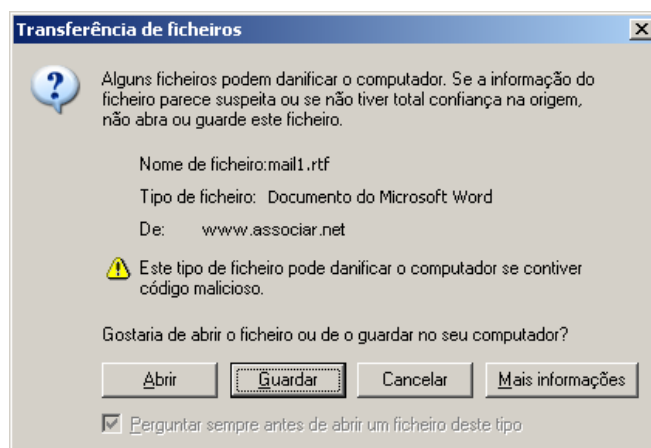 Transferência de ficheiros
Alguns ficheiros podem danificar o computador. Se a informação do
ficheiro parece suspeita ou se não tiver total confiança na origem,
não abra ou guarde este ficheiro.
Nome de ficheiro:mail1.rtf
Tipo de ficheiro: Documento do Microsoft Word
De: www.associar.net
Este tipo de ficheiro pode danificar o computador se contiver
código malicioso.
Gostaria de abrir o ficheiro ou de o guardar no seu computador?
Abrir Guardar Cancelar Mais informações
Perguntar sempre antes de abrir um ficheiro deste tipo